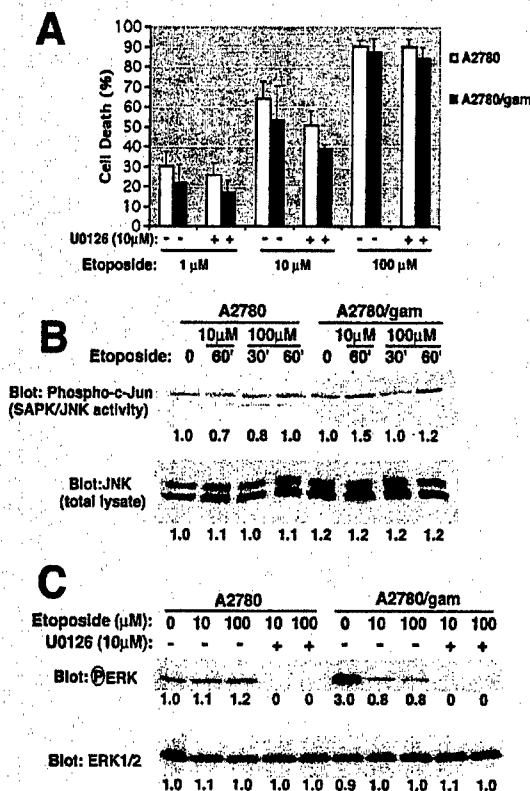 A
Cell Death (%)
100
90
80
70
60
50
40
30
20
10
0
A2780
A2780/gam
U0126 (10µM): - - + + - - + + - - + +
Etoposide: 1 µM 10 µM 100 µM
B
A2780 A2780/gam
10µM 100µM 10µM 100µM
Etoposide: 0 60' 30' 60' 0 60' 30' 60'
Blot: Phospho-c-Jun
(SAPK/JNK activity)
1.0 0.7 0.8 1.0 1.0 1.5 1.0 1.2
Blot:JNK
(total lysate)
1.0 1.1 1.0 1.1 1.2 1.2 1.2 1.2
C
A2780 A2780/gam
Etoposide (µM): 0 10 100 10 100 0 10 100 10 100
U0126 (10µM): - - - + + - - - + +
Blot: ⓅERK
1.0 1.1 1.2 0 0 3.0 0.8 0.8 0 0
Blot: ERK1/2
1.0 1.1 1.0 1.0 1.0 0.9 1.0 1.0 1.1 1.0